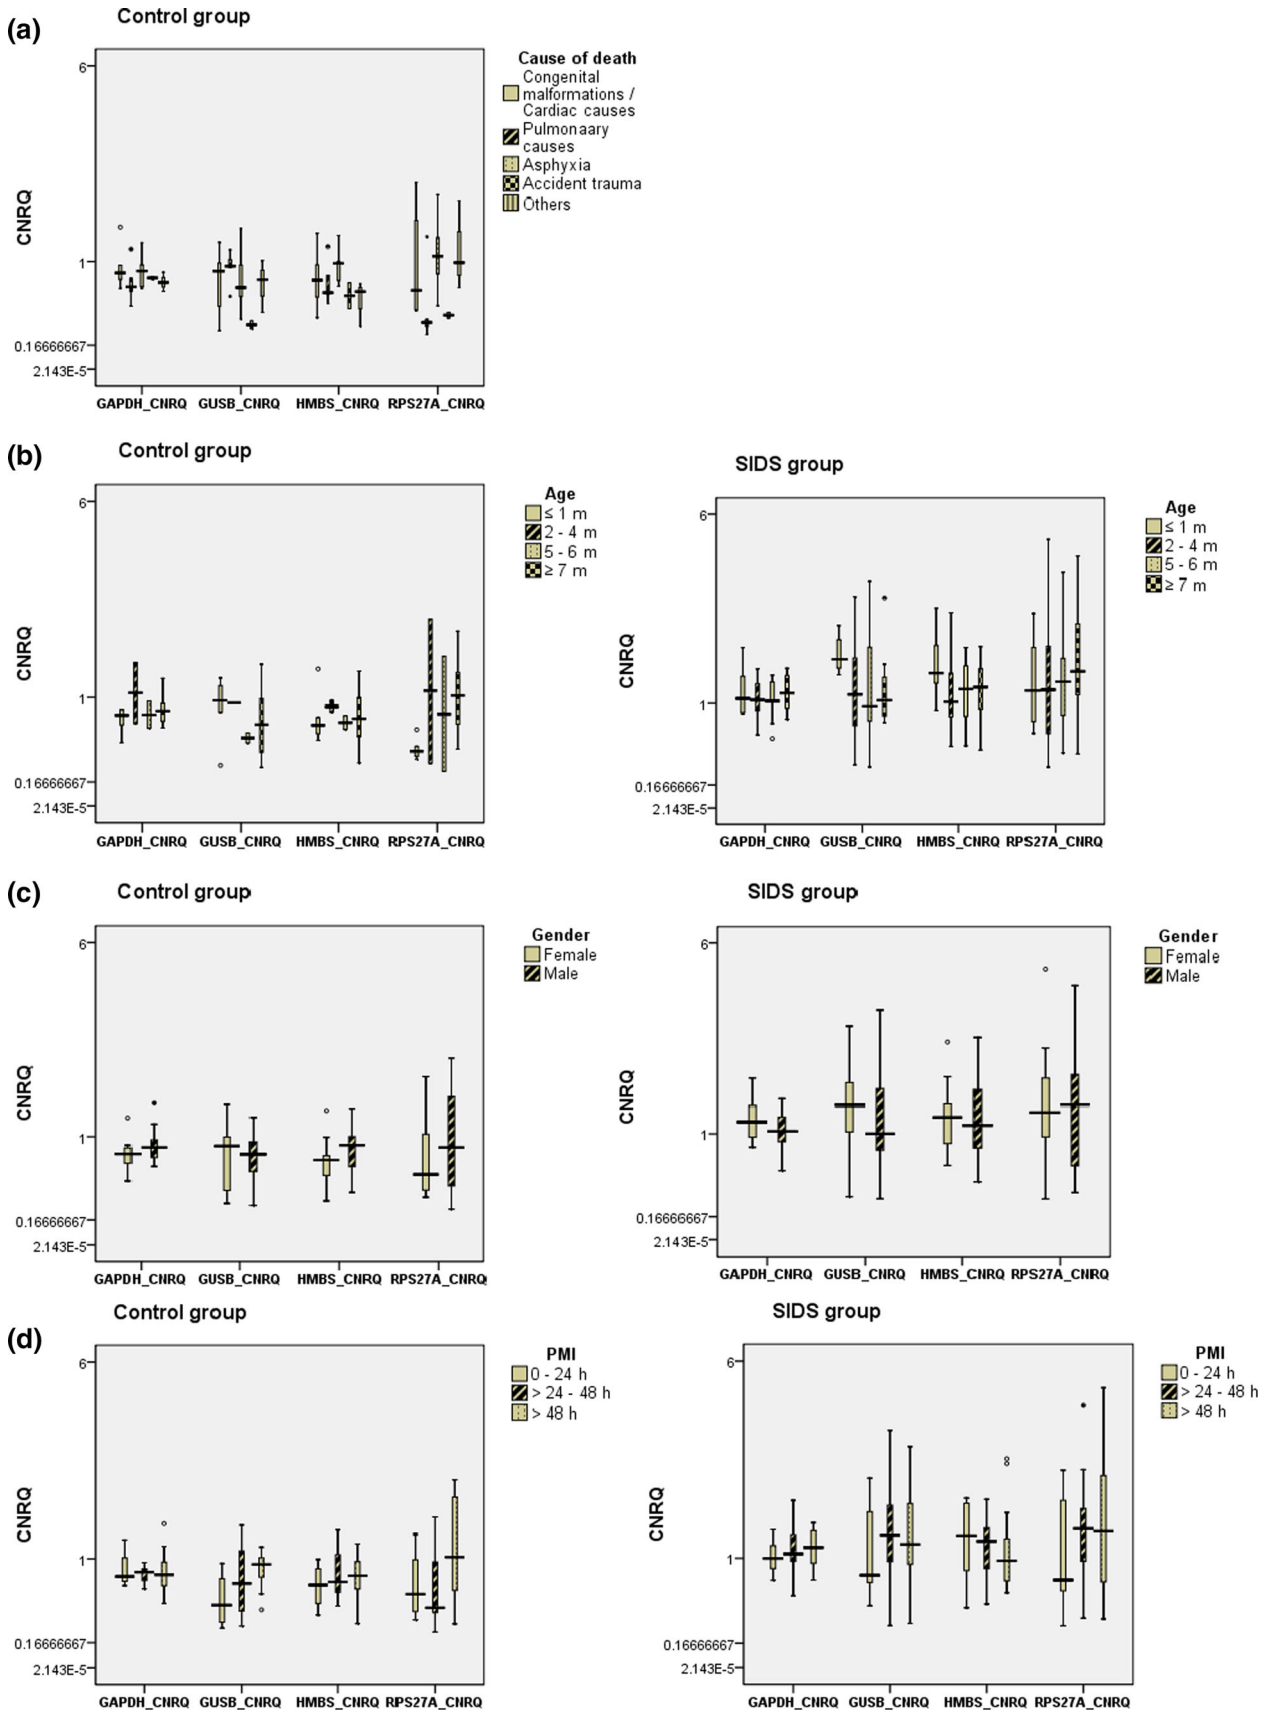 (a)
Control group
6
1
0.16666667
2.143E-5
CNRQ
GAPDH_CNRQ GUSB_CNRQ HMBS_CNRQ RPS27A_CNRQ
Cause of death
Congenital
malformations /
Cardiac causes
Pulmonaary
causes
Asphyxia
Accident trauma
Others
(b)
Control group
6
1
0.16666667
2.143E-5
CNRQ
GAPDH_CNRQ GUSB_CNRQ HMBS_CNRQ RPS27A_CNRQ
Age
≤ 1 m
2 - 4 m
5 - 6 m
≥ 7 m
SIDS group
6
1
0.16666667
2.143E-5
CNRQ
GAPDH_CNRQ GUSB_CNRQ HMBS_CNRQ RPS27A_CNRQ
Age
≤ 1 m
2 - 4 m
5 - 6 m
≥ 7 m
(c)
Control group
6
1
0.16666667
2.143E-5
CNRQ
GAPDH_CNRQ GUSB_CNRQ HMBS_CNRQ RPS27A_CNRQ
Gender
Female
Male
SIDS group
6
1
0.16666667
2.143E-5
CNRQ
GAPDH_CNRQ GUSB_CNRQ HMBS_CNRQ RPS27A_CNRQ
Gender
Female
Male
(d)
Control group
6
1
0.16666667
2.143E-5
CNRQ
GAPDH_CNRQ GUSB_CNRQ HMBS_CNRQ RPS27A_CNRQ
PMI
0 - 24 h
> 24 - 48 h
> 48 h
SIDS group
6
1
0.16666667
2.143E-5
CNRQ
GAPDH_CNRQ GUSB_CNRQ HMBS_CNRQ RPS27A_CNRQ
PMI
0 - 24 h
> 24 - 48 h
> 48 h